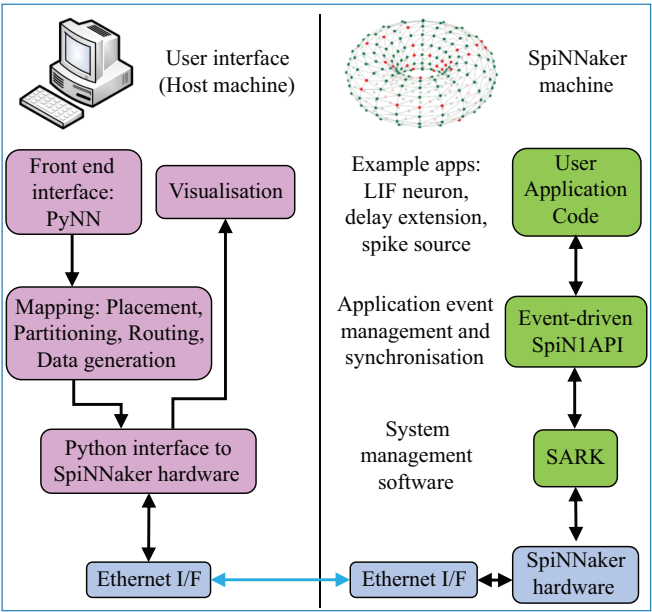 User interface
(Host machine)
SpiNNaker
machine
Front end
interface:
PyNN
Visualisation
Mapping: Placement,
Partitioning, Routing,
Data generation
Python interface to
SpiNNaker hardware
Ethernet I/F
Example apps:
LIF neuron,
delay extension,
spike source
User
Application
Code
Application event
management and
synchronisation
Event-driven
SpiN1API
System
management
software
SARK
Ethernet I/F
SpiNNaker
hardware